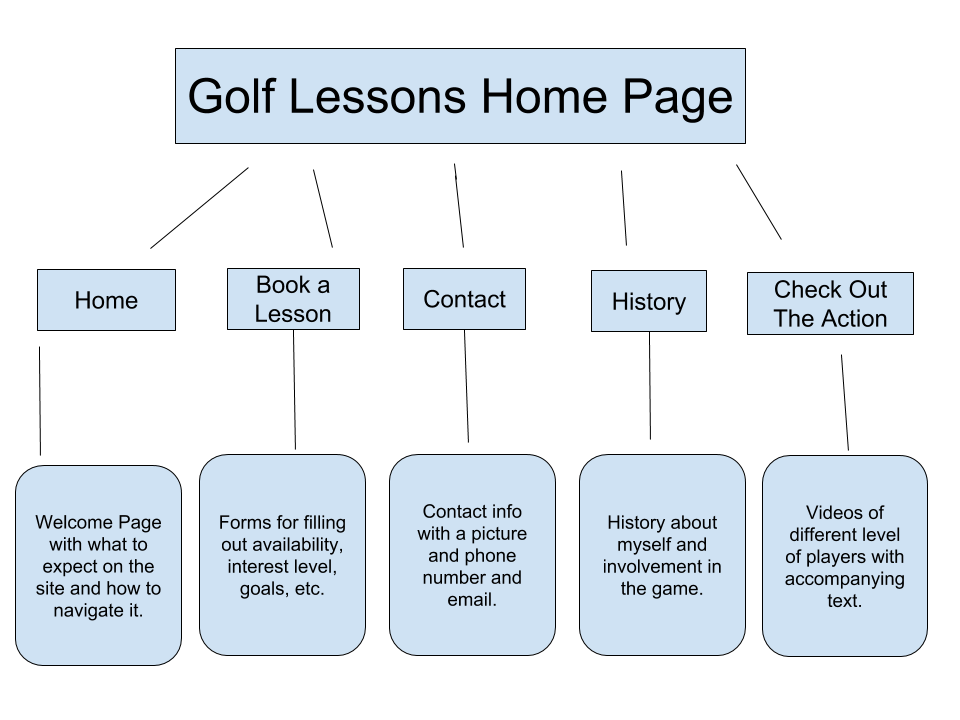 Golf Lessons Home Page
Home
Book a
Lesson
Contact
History
Check Out
The Action
Welcome Page
with what to
expect on the
site and how to
navigate it.
Forms for filling
out availability,
interest level,
goals, etc.
Contact info
with a picture
and phone
number and
email.
History about
myself and
involvement in
the game.
Videos of
different level
of players with
accompanying
text.